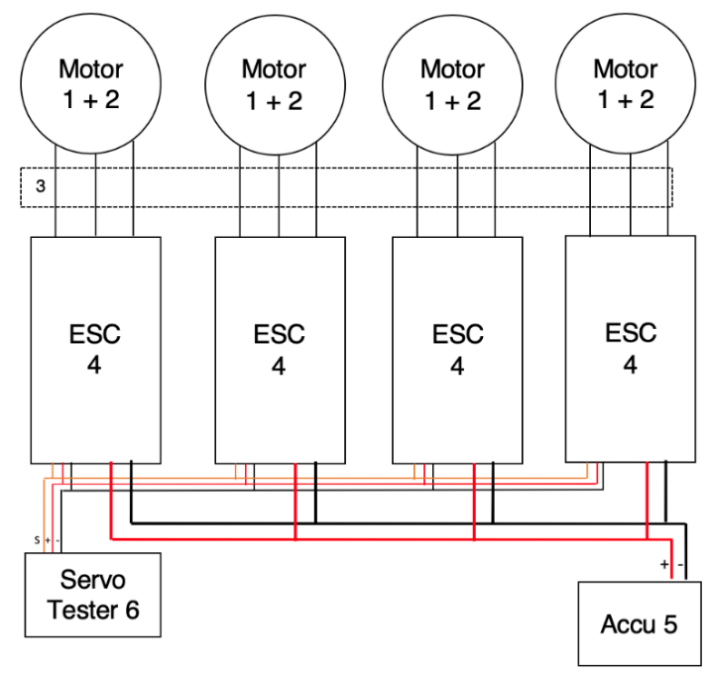 Motor
1 + 2
Motor
1 + 2
Motor
1 + 2
Motor
1 + 2
3
ESC
4
ESC
4
ESC
4
ESC
4
S + -
Servo
Tester 6
+ -
Accu 5